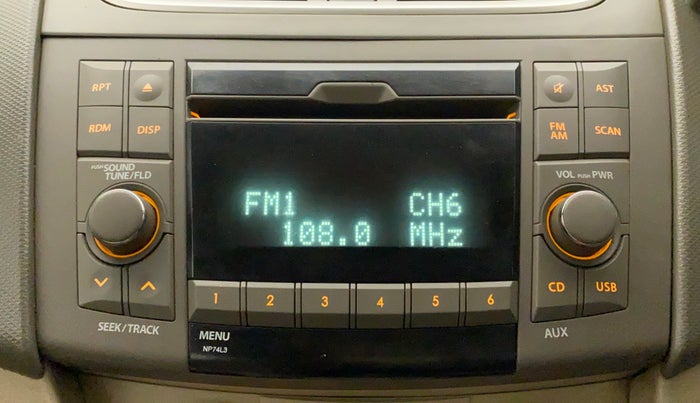 RPT
RDM DISP
PUSH SOUND
TUNE/FLD
SEEK/TRACK
FM1 CH6
108.0 MHz
1 2 3 4 5 6
MENU
NP74L3
AST
FM
AM
SCAN
VOL PUSH PWR
CD USB
AUX